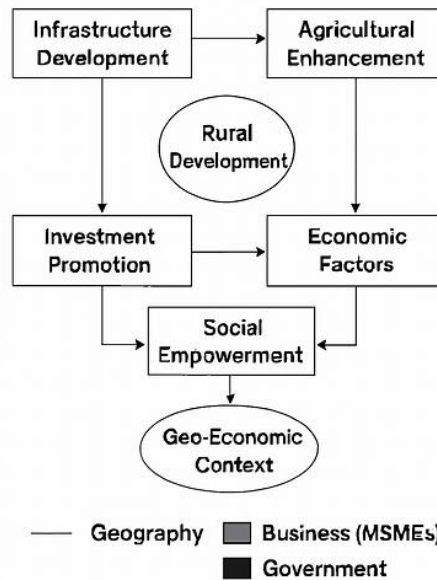 Infrastructure
Development
Agricultural
Enhancement
Rural
Development
Investment
Promotion
Economic
Factors
Social
Empowerment
Geo-Economic
Context
Geography
Business (MSMEs)
Government